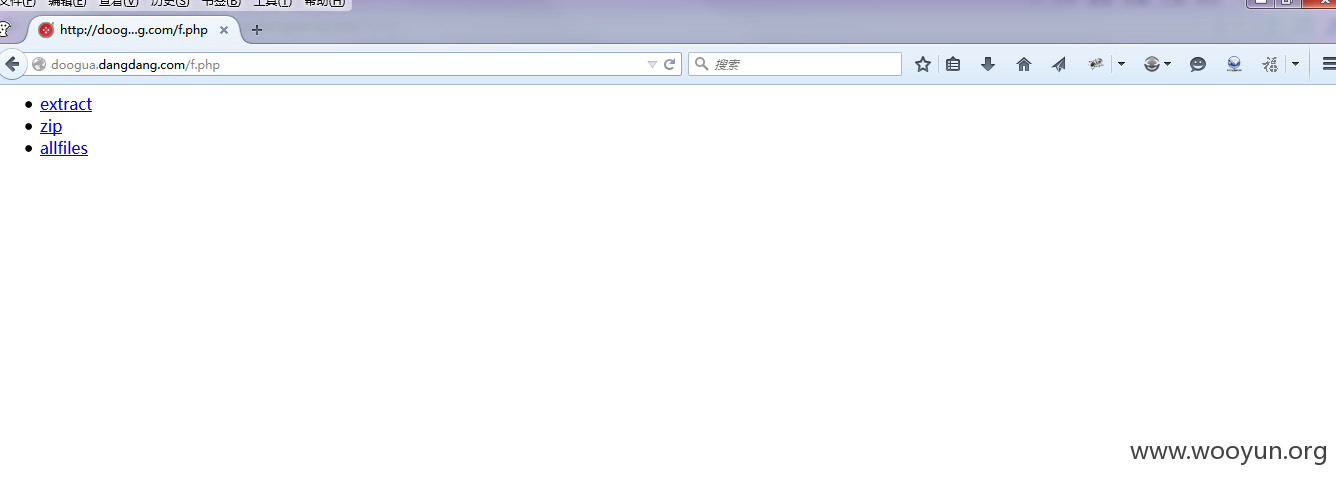 文件(F) 编辑(E) 查看(V) 历史(S) 书签(B) 工具(T) 帮助(H)
http://doog...g.com/f.php
doogua.dangdang.com/f.php 搜索
extract
zip
allfiles
www.wooyun.org